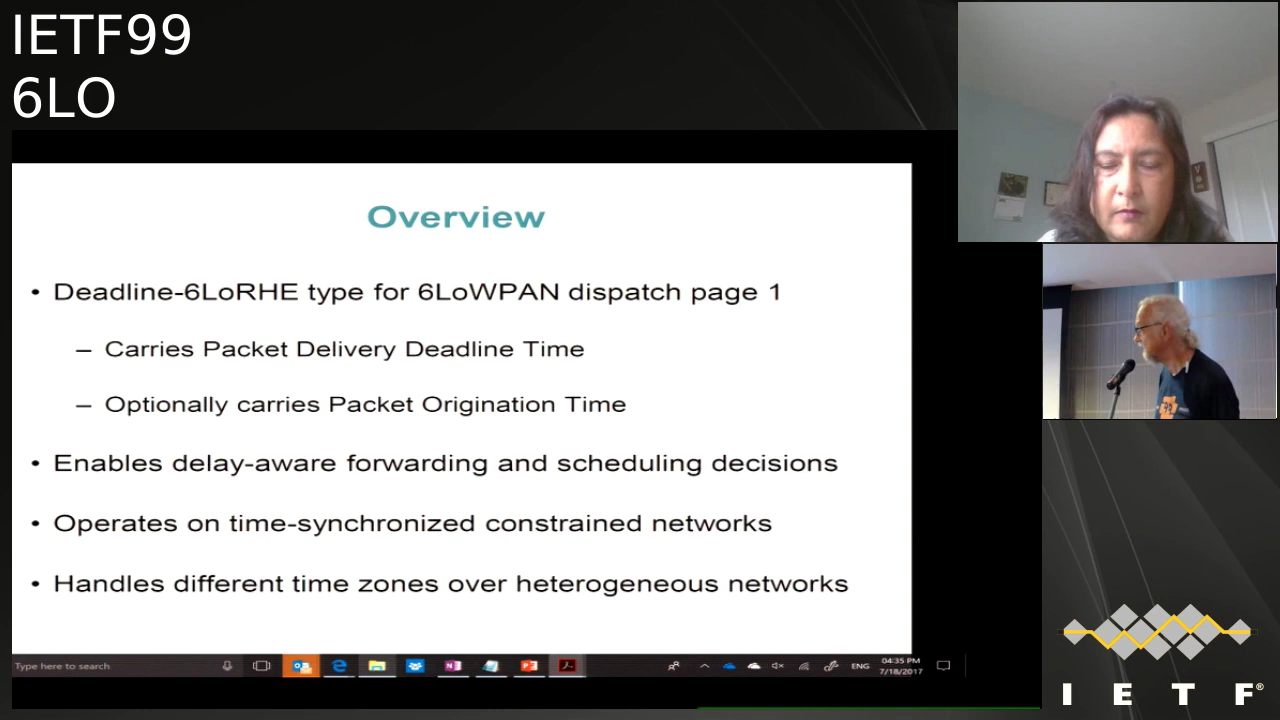 IETF99
6LO
Overview
• Deadline-6LoRHE type for 6LoWPAN dispatch page 1
– Carries Packet Delivery Deadline Time
– Optionally carries Packet Origination Time
• Enables delay-aware forwarding and scheduling decisions
• Operates on time-synchronized constrained networks
• Handles different time zones over heterogeneous networks
Type here to search
ENG
04:35 PM
7/18/2017
I E T F®